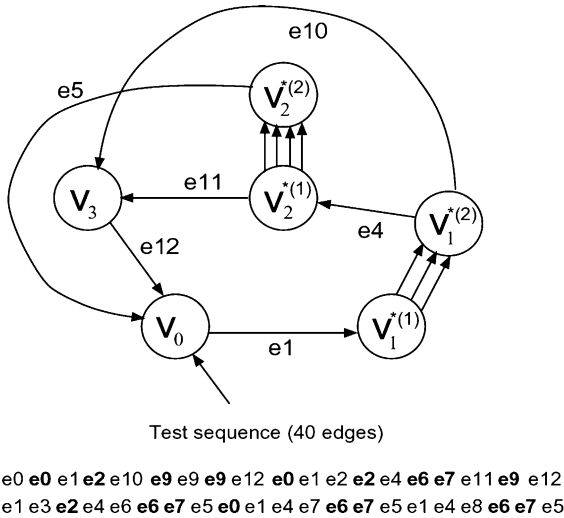 e10
e5
V2*(2)
e11
V3
V2*(1)
V1*(2)
e4
e12
V0
e1
V1*(1)
Test sequence (40 edges)
e0 e0 e1 e2 e10 e9 e9 e9 e12 e0 e1 e2 e2 e4 e6 e7 e11 e9 e12
e1 e3 e2 e4 e6 e6 e7 e5 e0 e1 e4 e7 e6 e7 e5 e1 e4 e8 e6 e7 e5